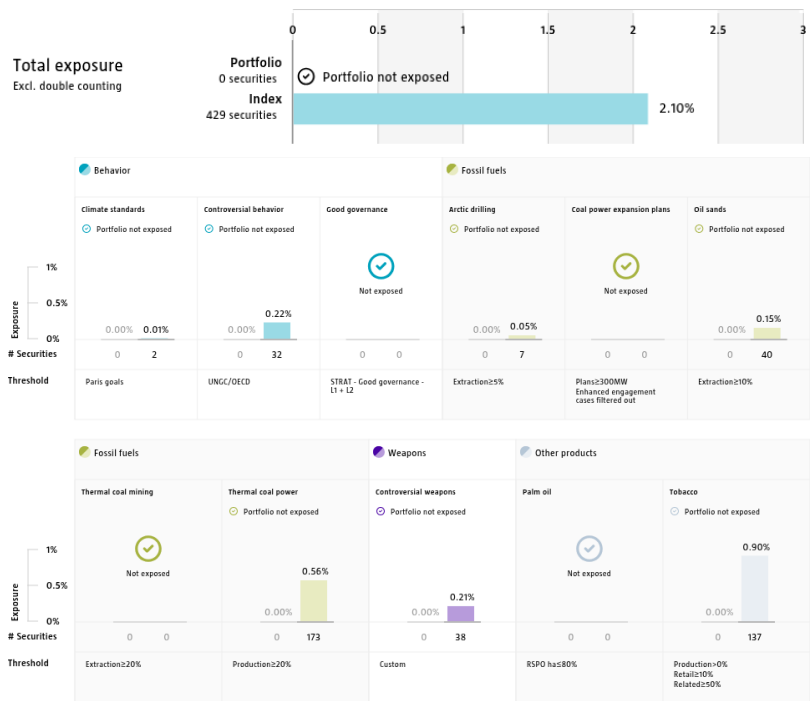 0 0.5 1 1.5 2 2.5 3
Total exposure
Excl. double counting
Portfolio
0 securities
Portfolio not exposed
Index
429 securities
2.10%
Behavior
Fossil fuels
Climate standards
Controversial behavior
Good governance
Arctic drilling
Coal power expansion plans
Oil sands
Portfolio not exposed
Portfolio not exposed
Portfolio not exposed
Portfolio not exposed
Not exposed
Not exposed
Exposure
1%
0.5%
0%
0.00% 0.01%
0.00% 0.22%
0.00% 0.05%
0.00% 0.15%
# Securities
0 2
0 32
0 0
0 7
0 0
0 40
Threshold
Paris goals
UNGC/OECD
STRAT - Good governance -
L1 + L2
Extraction≥5%
Plans≥300MW
Enhanced engagement
cases filtered out
Extraction≥10%
Fossil fuels
Weapons
Other products
Thermal coal mining
Thermal coal power
Controversial weapons
Palm oil
Tobacco
Portfolio not exposed
Portfolio not exposed
Portfolio not exposed
Not exposed
Not exposed
Exposure
1%
0.5%
0%
0.00% 0.56%
0.00% 0.21%
0.00% 0.90%
# Securities
0 0
0 173
0 38
0 0
0 137
Threshold
Extraction≥20%
Production≥20%
Custom
RSPO ha≤80%
Production>0%
Retail≥10%
Related≥50%